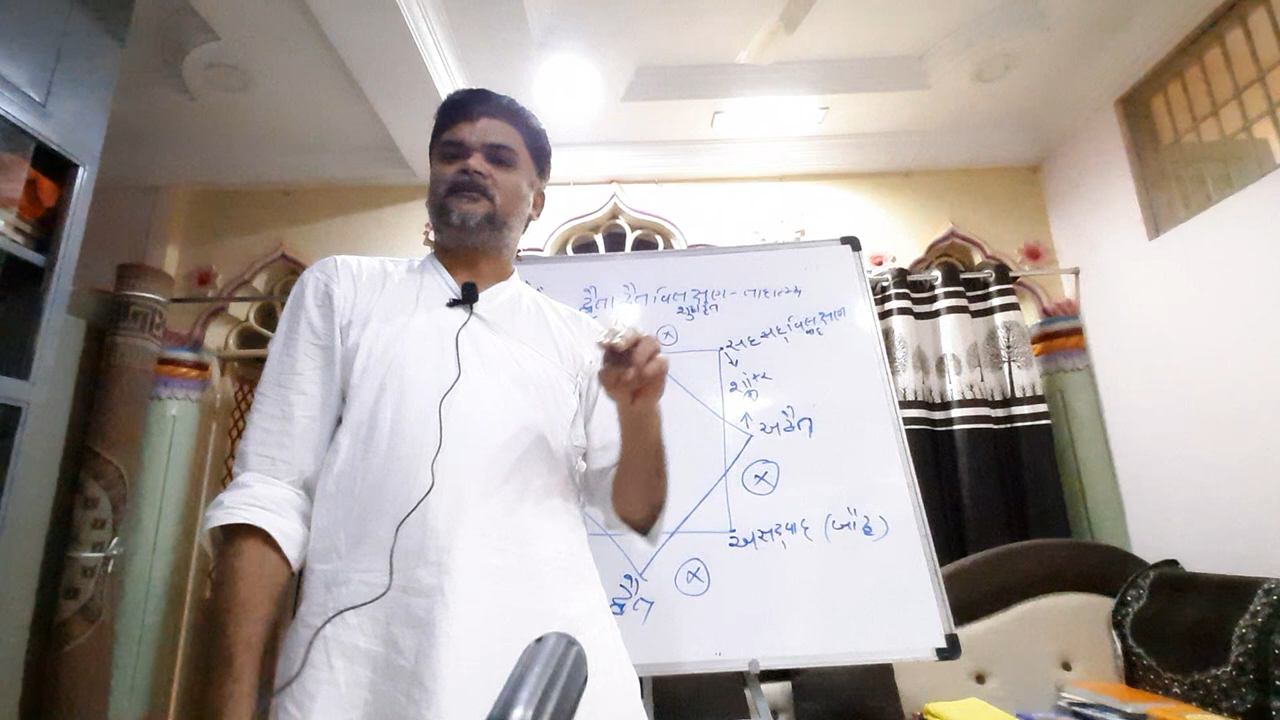 દ્વૈતાદ્વૈતવિલક્ષણ - તાદાત્મ્ય
શુદ્ધાદ્વૈત
સદસદ્વિલક્ષણ
વાદ
શાંકર
અદ્વૈત
અસદ્વાદ (બૌદ્ધ)
દ્વૈત